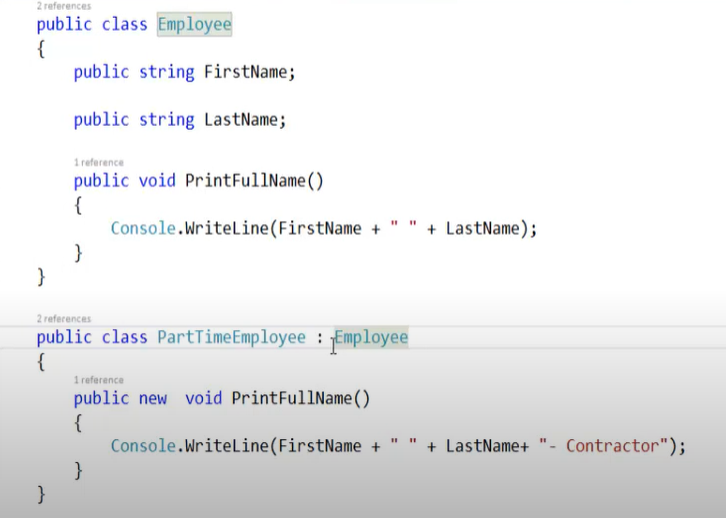 2 references
public class Employee
{
public string FirstName;
public string LastName;
1 reference
public void PrintFullName()
{
Console.WriteLine(FirstName + " " + LastName);
}
}
2 references
public class PartTimeEmployee : Employee
{
1 reference
public new  void PrintFullName()
{
Console.WriteLine(FirstName + " " + LastName+ "- Contractor");
}
}